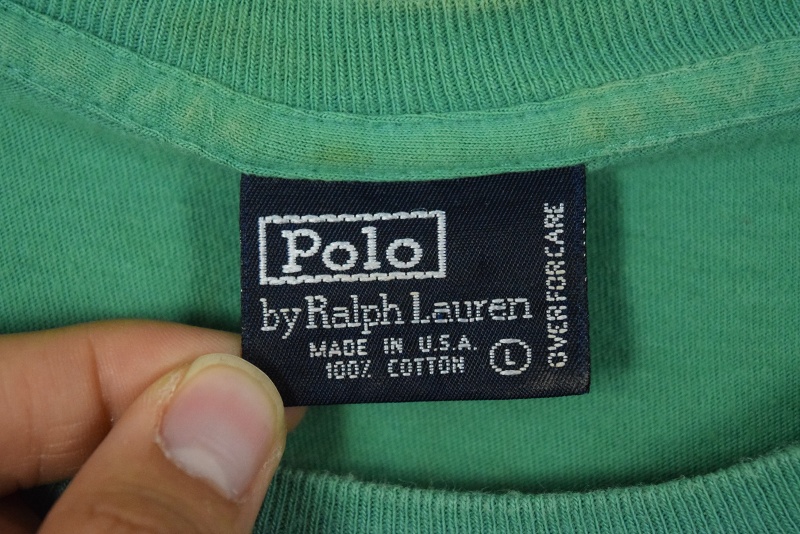 Polo
by Ralph Lauren
MADE IN U.S.A.
100% COTTON
L
OVER FOR CARE